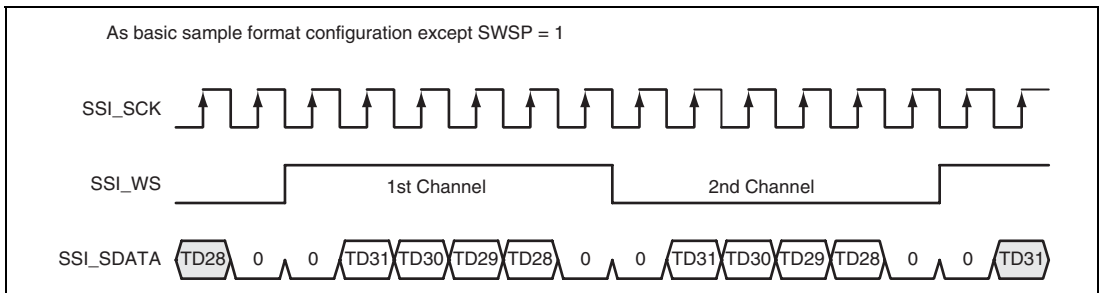 As basic sample format configuration except SWSP = 1
SSI_SCK
SSI_WS 1st Channel 2nd Channel
SSI_SDATA TD28 0 0 TD31 TD30 TD29 TD28 0 0 TD31 TD30 TD29 TD28 0 0 TD31